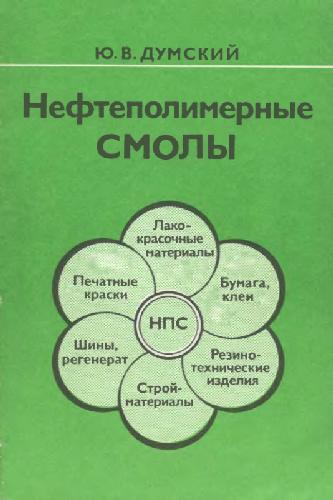 Ю. В. ДУМСКИЙ
Нефтеполимерные
СМОЛЫ
Лако-
красочные
материалы
Печатные
краски
Бумага,
клеи
НПС
Шины,
регенерат
Резино-
технические
изделия
Строй-
материалы